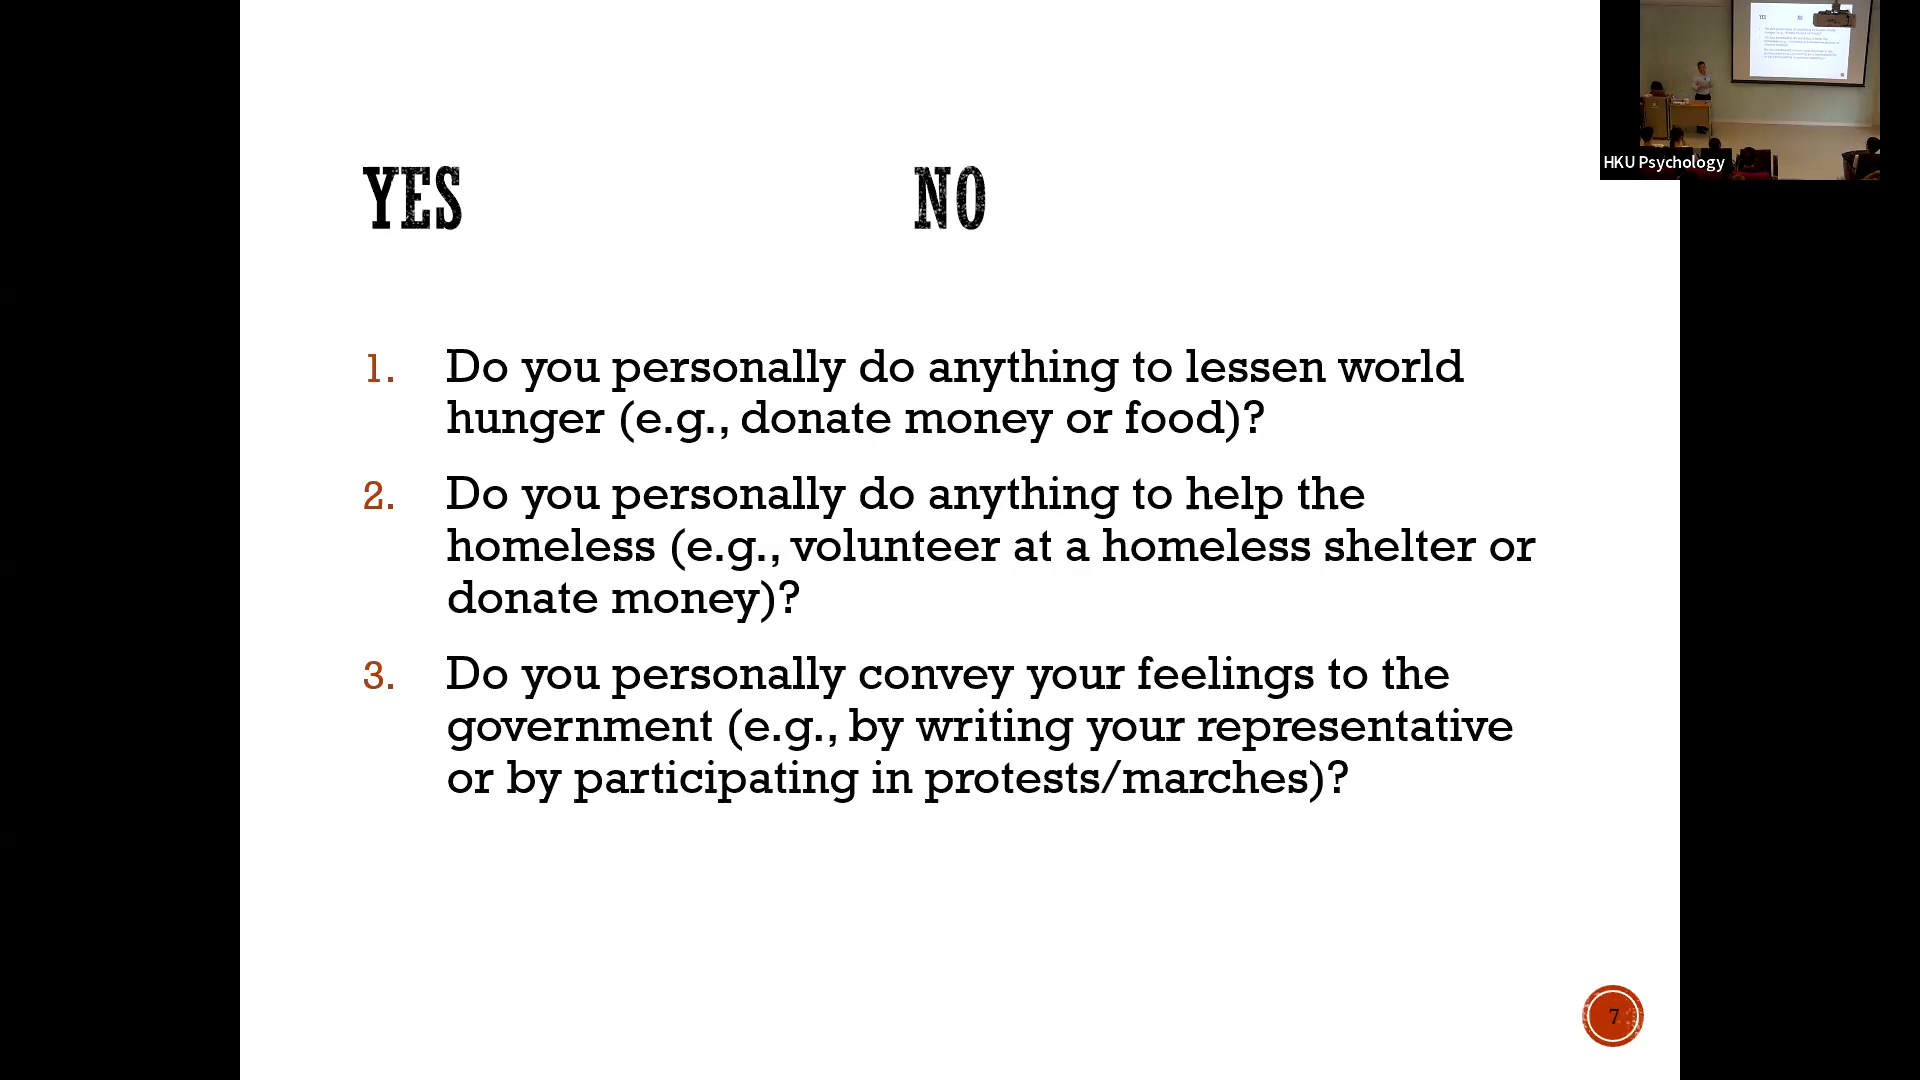 YES NO
1. Do you personally do anything to lessen world
hunger (e.g., donate money or food)?
2. Do you personally do anything to help the
homeless (e.g., volunteer at a homeless shelter or
donate money)?
3. Do you personally convey your feelings to the
government (e.g., by writing your representative
or by participating in protests/marches)?
7
YES NO
HKU Psychology